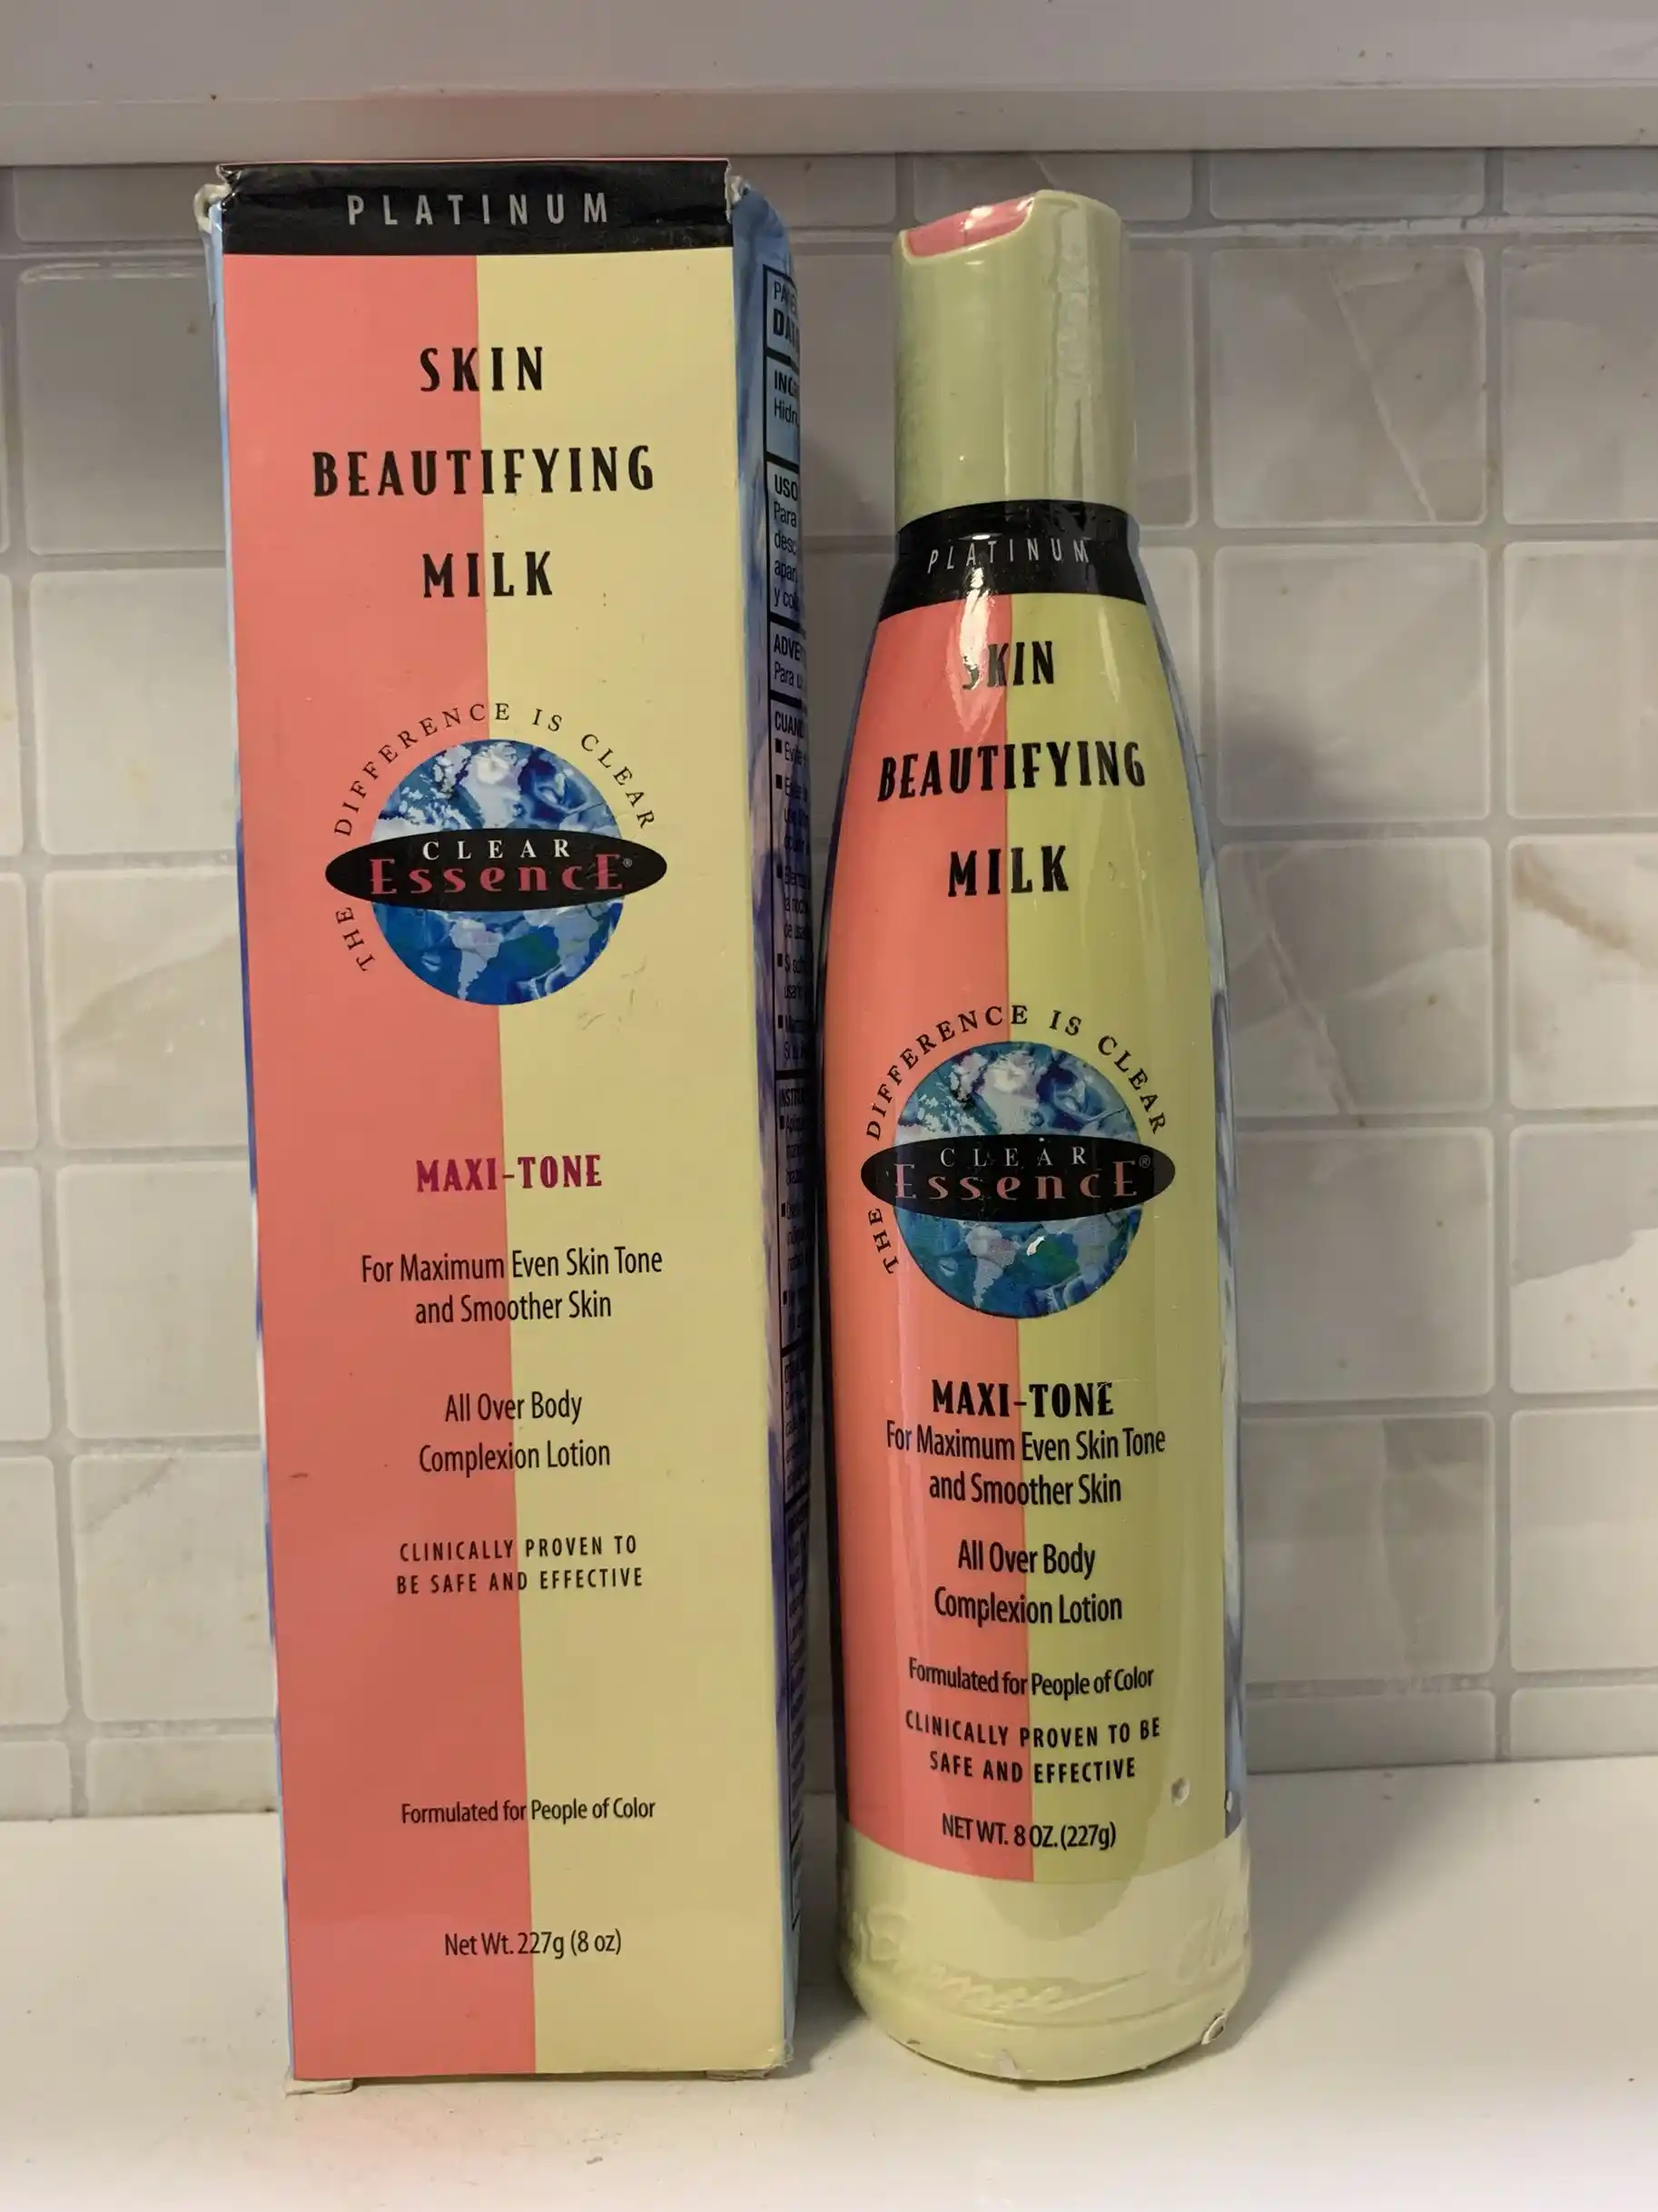 PLATINUM
SKIN
BEAUTIFYING
MILK
THE DIFFERENCE IS CLEAR
CLEAR
EssencE®
MAXI-TONE
For Maximum Even Skin Tone
and Smoother Skin
All Over Body
Complexion Lotion
CLINICALLY PROVEN TO
BE SAFE AND EFFECTIVE
Formulated for People of Color
Net Wt. 227g (8 oz)
USO
Para
PLATINUM
SKIN
BEAUTIFYING
MILK
THE DIFFERENCE IS CLEAR
CLEAR
EssencE®
MAXI-TONE
For Maximum Even Skin Tone
and Smoother Skin
All Over Body
Complexion Lotion
Formulated for People of Color
CLINICALLY PROVEN TO BE
SAFE AND EFFECTIVE
NET WT. 8 OZ. (227g)